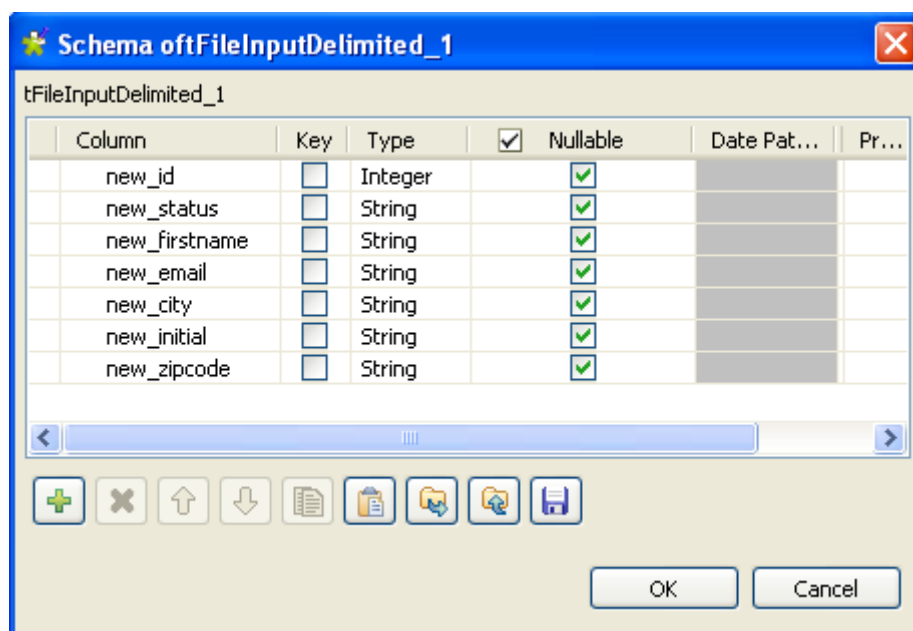 Schema oftFileInputDelimited_1
tFileInputDelimited_1
Column Key Type Nullable Date Pat... Pr...
new_id Integer
new_status String
new_firstname String
new_email String
new_city String
new_initial String
new_zipcode String
OK Cancel